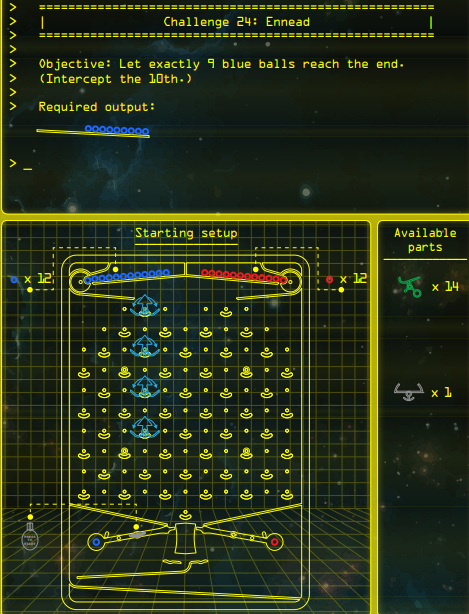 > ==================================================
> | Challenge 24: Ennead |
> ==================================================
>
> Objective: Let exactly 9 blue balls reach the end.
> (Intercept the 10th.)
>
> Required output:
>
> _
Starting setup
Available
parts
x 12
x 12
x 14
x 1